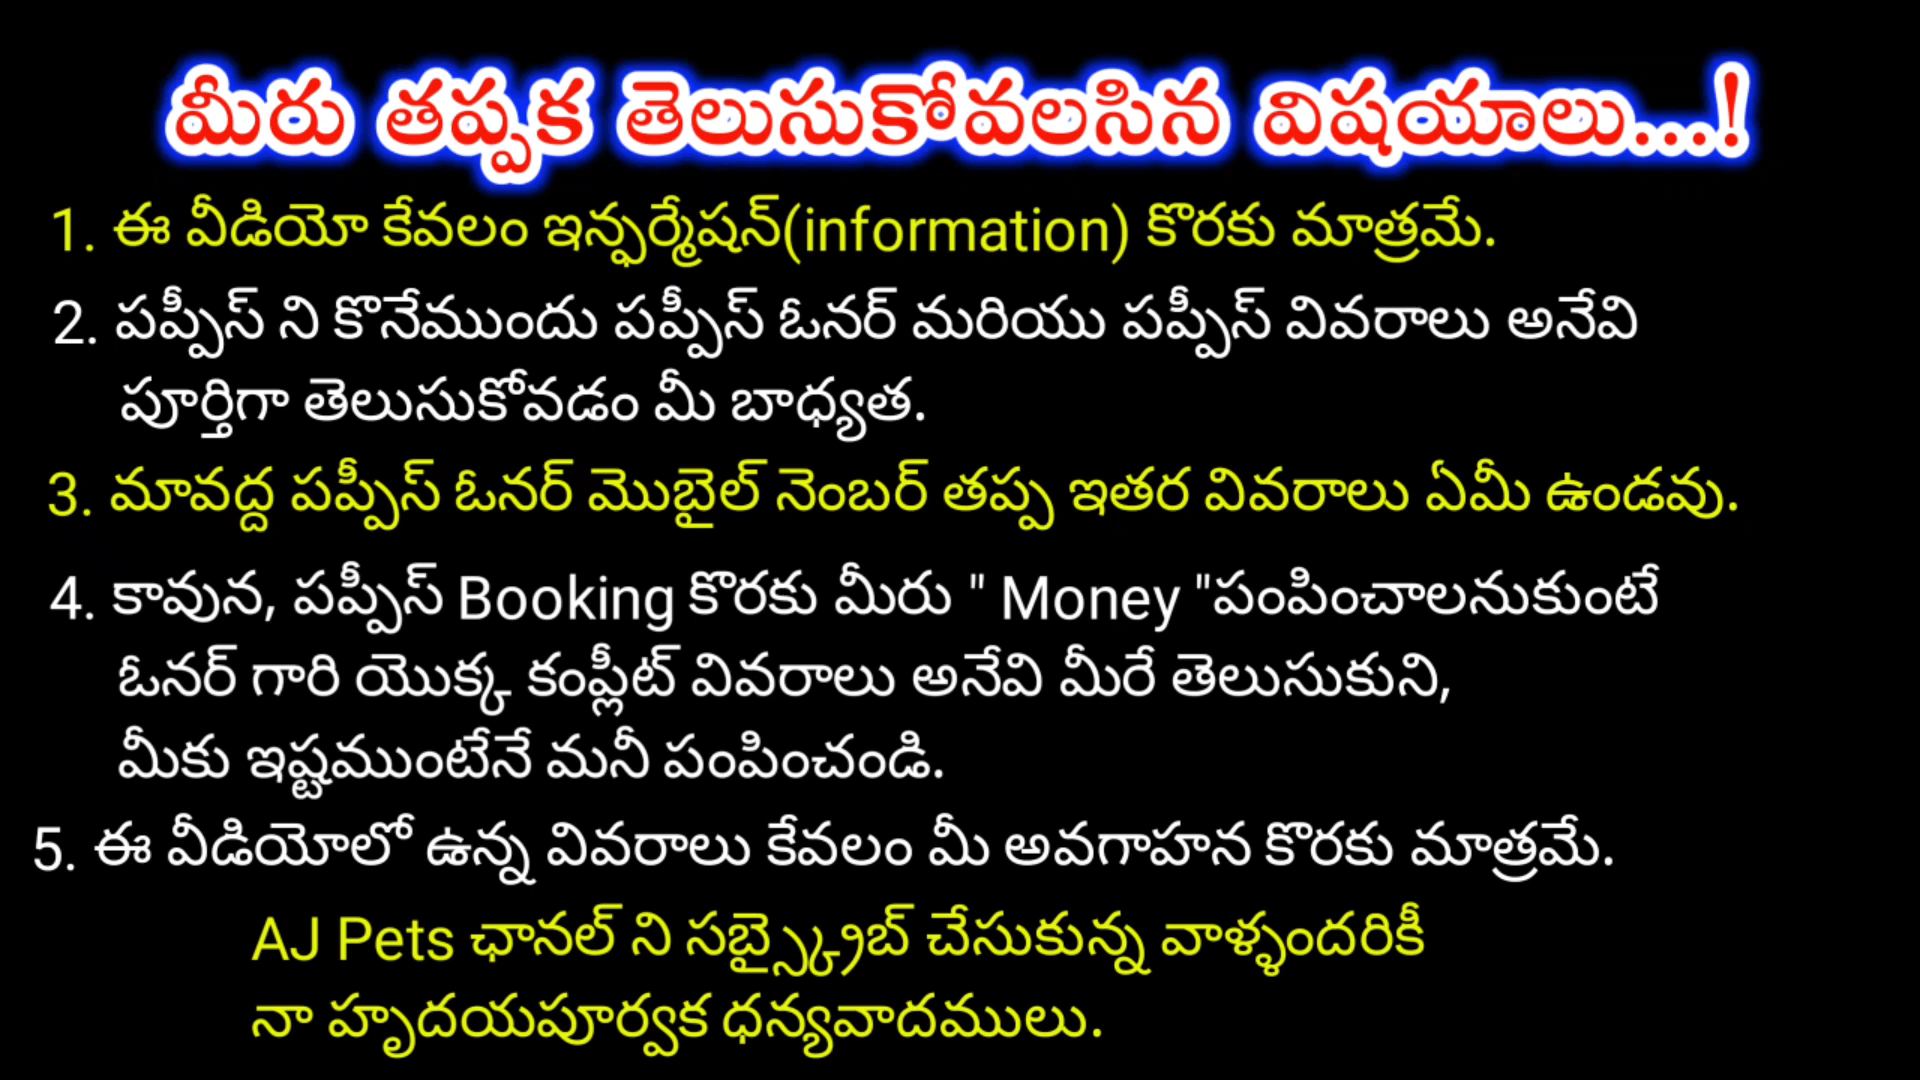 మీరు తప్పక తెలుసుకోవలసిన విషయాలు....!
1. ఈ వీడియో కేవలం ఇన్ఫర్మేషన్(information) కొరకు మాత్రమే.
2. పప్పీస్ ని కొనేముందు పప్పీస్ ఓనర్ మరియు పప్పీస్ వివరాలు అనేవి
పూర్తిగా తెలుసుకోవడం మీ బాధ్యత.
3. మావద్ద పప్పీస్ ఓనర్ మొబైల్ నెంబర్ తప్ప ఇతర వివరాలు ఏమీ ఉండవు.
4. కావున, పప్పీస్ Booking కొరకు మీరు " Money "పంపించాలనుకుంటే
ఓనర్ గారి యొక్క కంప్లీట్ వివరాలు అనేవి మీరే తెలుసుకుని,
మీకు ఇష్టముంటేనే మనీ పంపించండి.
5. ఈ వీడియోలో ఉన్న వివరాలు కేవలం మీ అవగాహన కొరకు మాత్రమే.
AJ Pets ఛానల్ ని సబ్స్క్రైబ్ చేసుకున్న వాళ్ళందరికీ
నా హృదయపూర్వక ధన్యవాదములు.